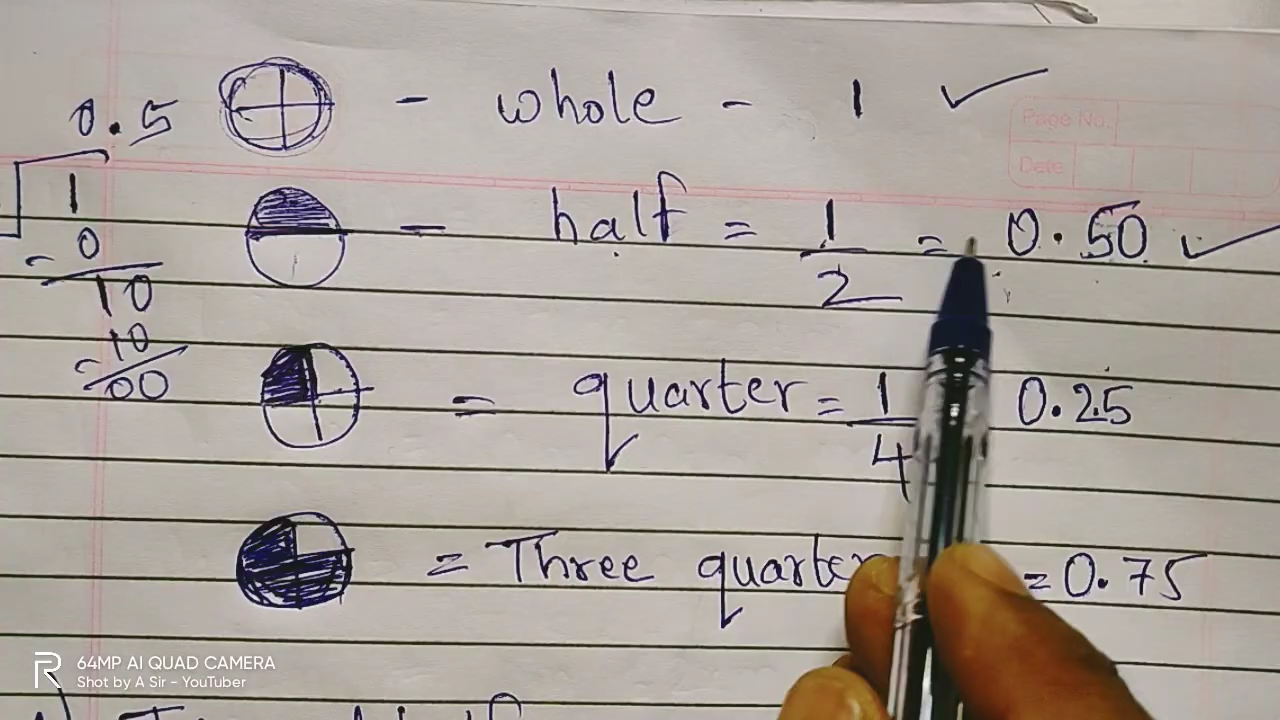 - whole - 1 ✓
Page No.
Date
0.5
1
- 0
10
- 10
00
- half = 1/2 = 0.50 ✓
= quarter = 1/4 0.25
= Three quarter = 0.75
64MP AI QUAD CAMERA
Shot by A Sir - YouTuber